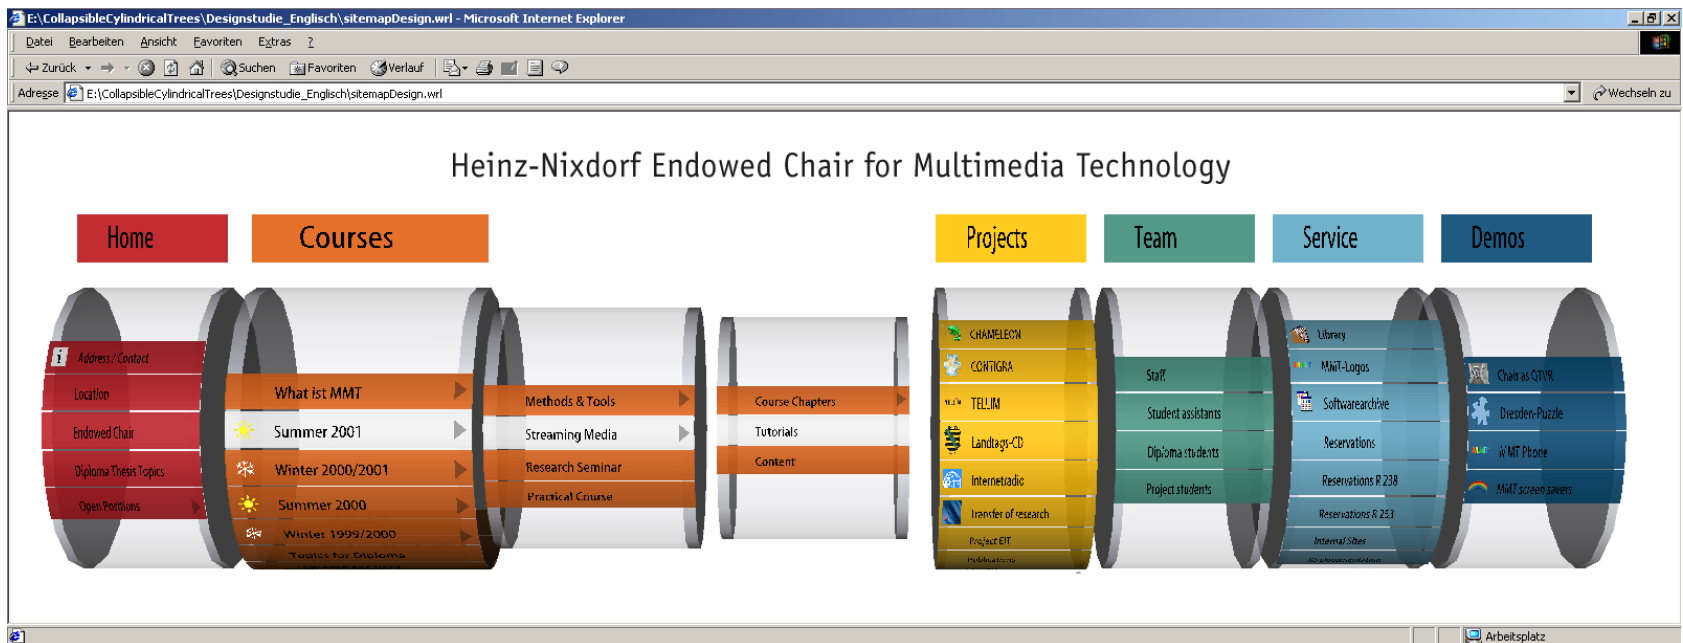 E:\CollapsibleCylindricalTrees\Designstudie_Englisch\sitemapDesign.wrl - Microsoft Internet Explorer
Datei Bearbeiten Ansicht Favoriten Extras ?
Zurück Suchen Favoriten Verlauf
Adresse E:\CollapsibleCylindricalTrees\Designstudie_Englisch\sitemapDesign.wrl Wechseln zu
Heinz-Nixdorf Endowed Chair for Multimedia Technology
Home
Courses
Projects
Team
Service
Demos
Address / Contact
Location
Endowed Chair
Diploma Thesis Topics
Open Positions
What ist MMT
Summer 2001
Winter 2000/2001
Summer 2000
Winter 1999/2000
Topics for Diploma
Methods & Tools
Streaming Media
Research Seminar
Practical Course
Course Chapters
Tutorials
Content
CHAMELEON
CONTIGRA
TELLIM
Landtags-CD
Internetradio
Transfer of research
Project EIT
Publications
Staff
Student assistants
Diploma students
Project students
Library
MMT-Logos
Softwarearchive
Reservations
Reservations R 238
Reservations R 253
Internal Sites
Chair as QTVR
Dresden-Puzzle
MMT Phone
MMT screen savers
Arbeitsplatz